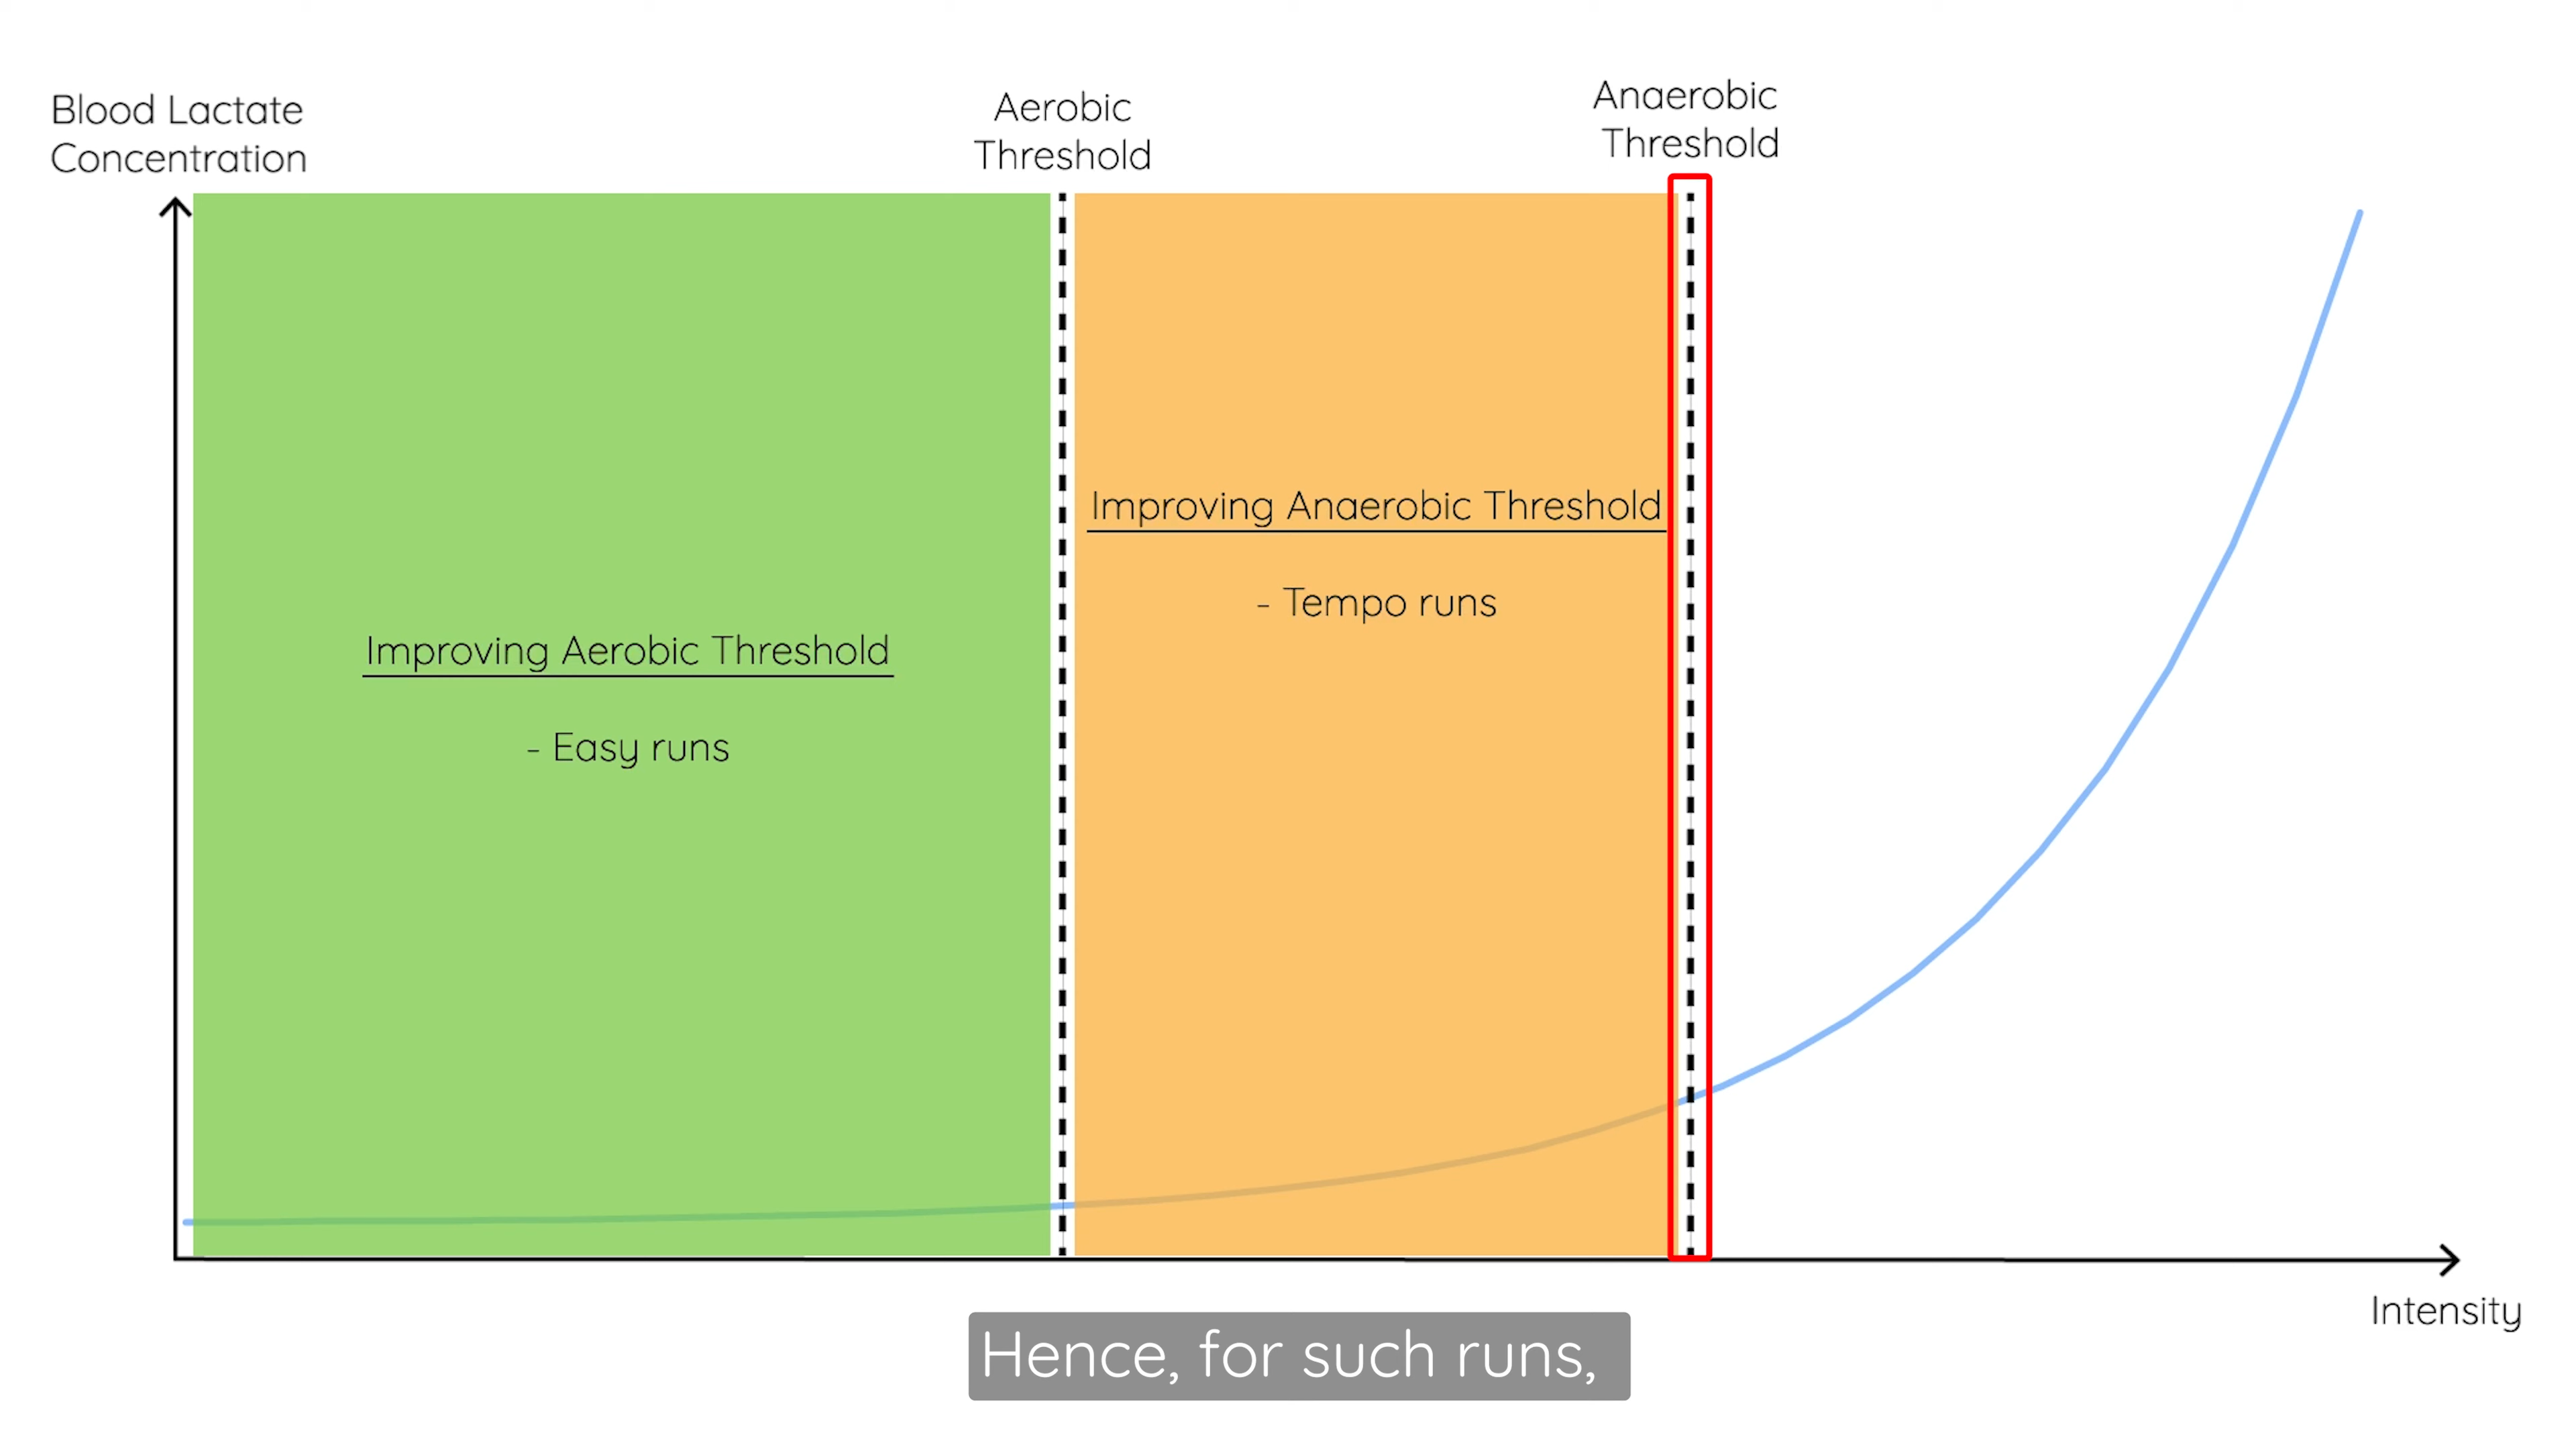 Blood Lactate
Concentration
Aerobic
Threshold
Anaerobic
Threshold
Improving Aerobic Threshold
- Easy runs
Improving Anaerobic Threshold
- Tempo runs
Intensity
Hence, for such runs,